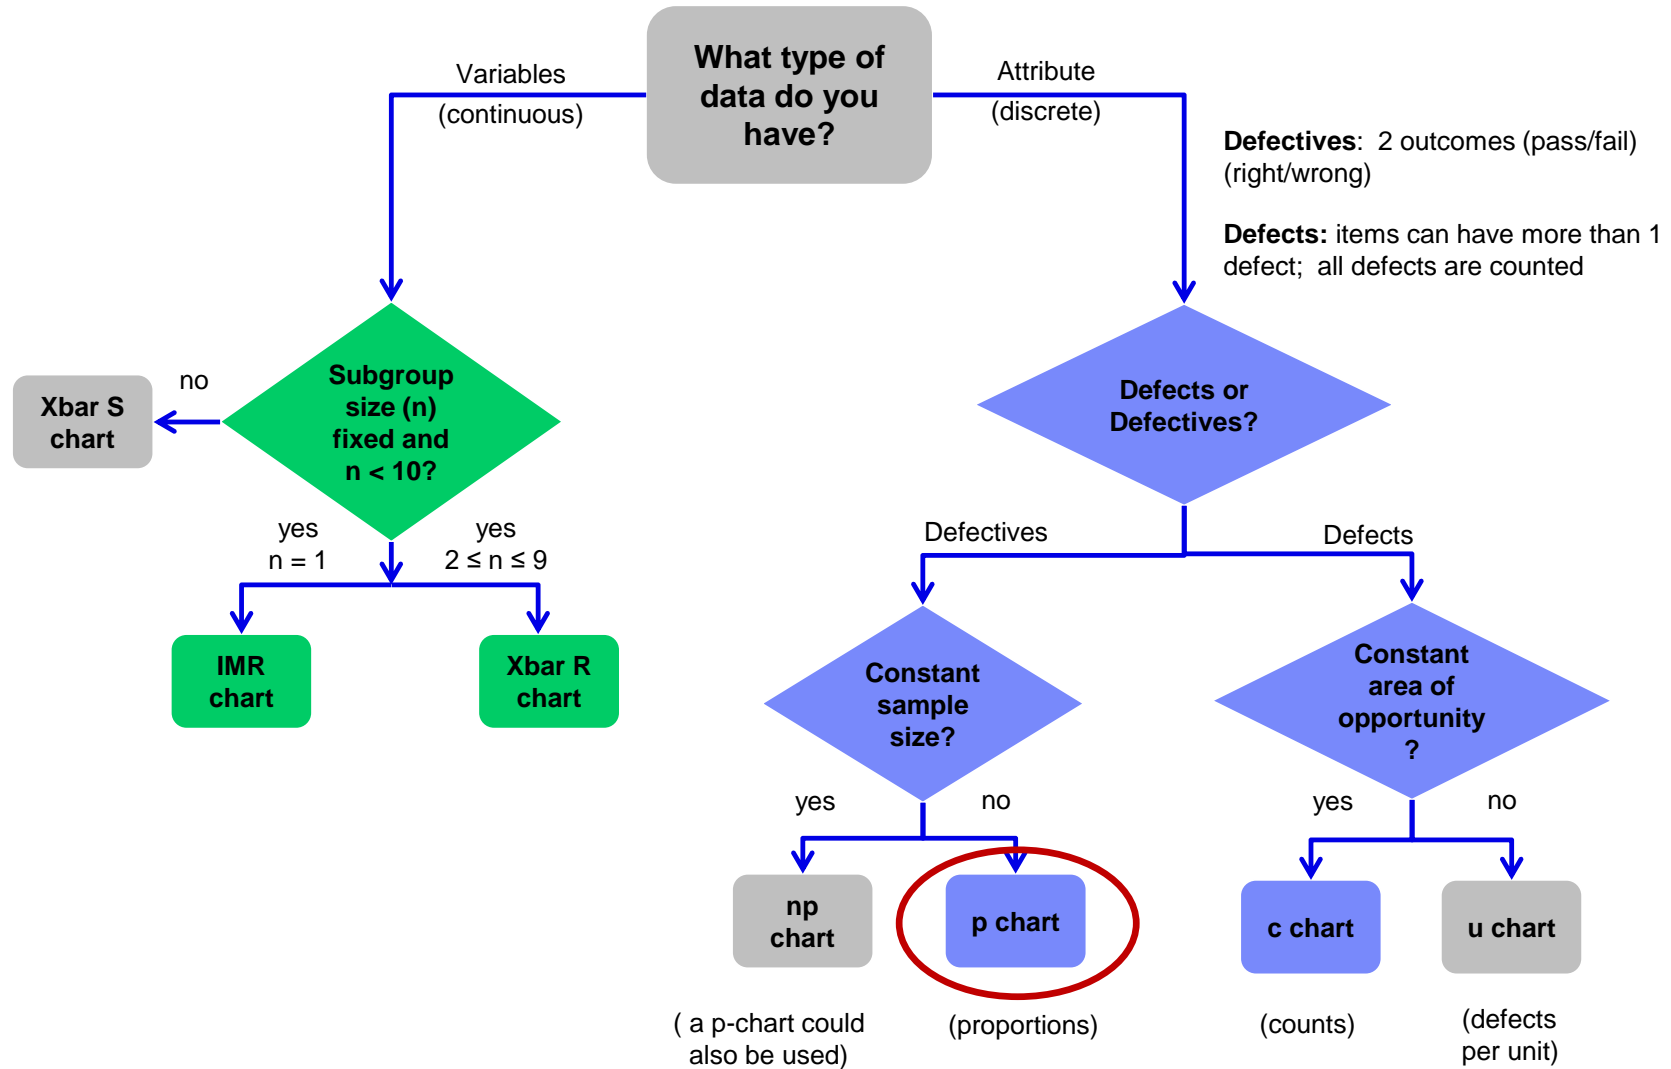 What type of
data do you
have?
Variables
(continuous)
Attribute
(discrete)
Defectives:  2 outcomes (pass/fail)
(right/wrong)
Defects: items can have more than 1
defect;  all defects are counted
Subgroup
size (n)
fixed and
n < 10?
no
Xbar S
chart
Defects or
Defectives?
yes
n = 1
yes
2 ≤ n ≤ 9
IMR
chart
Xbar R
chart
Defectives
Defects
Constant
sample
size?
Constant
area of
opportunity
?
yes
no
yes
no
np
chart
p chart
c chart
u chart
( a p-chart could
also be used)
(proportions)
(counts)
(defects
per unit)